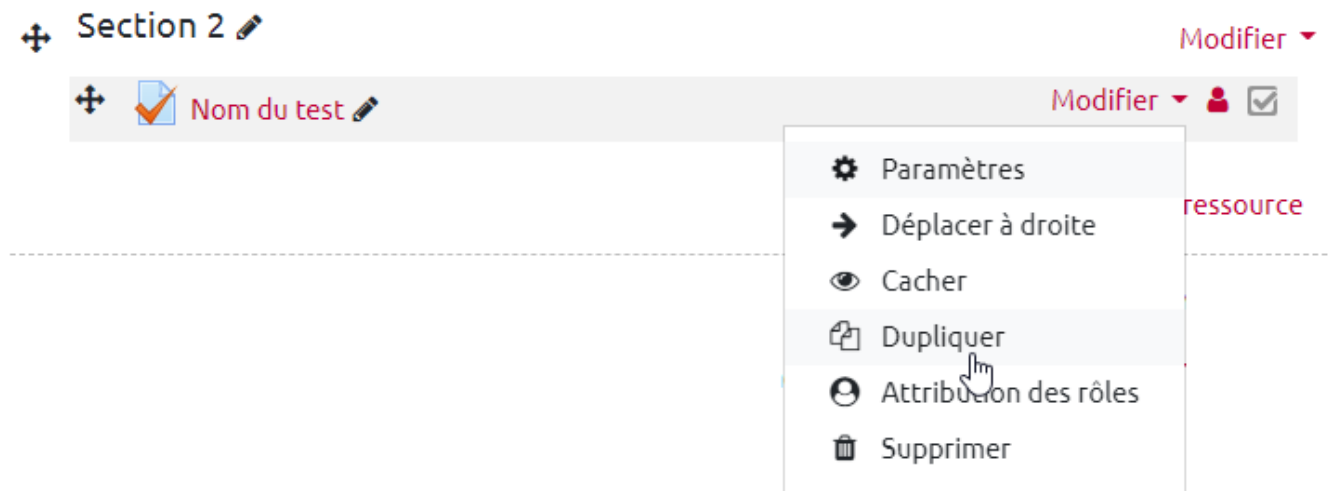 Section 2
Modifier
Nom du test
Modifier
Paramètres
ressource
Déplacer à droite
Cacher
Dupliquer
Attribution des rôles
Supprimer